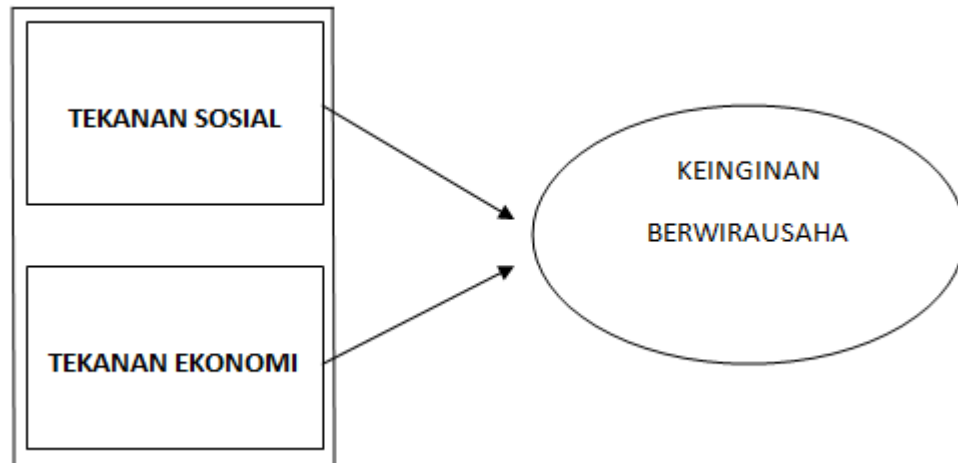 TEKANAN SOSIAL
KEINGINAN
BERWIRAUSAHA
TEKANAN EKONOMI